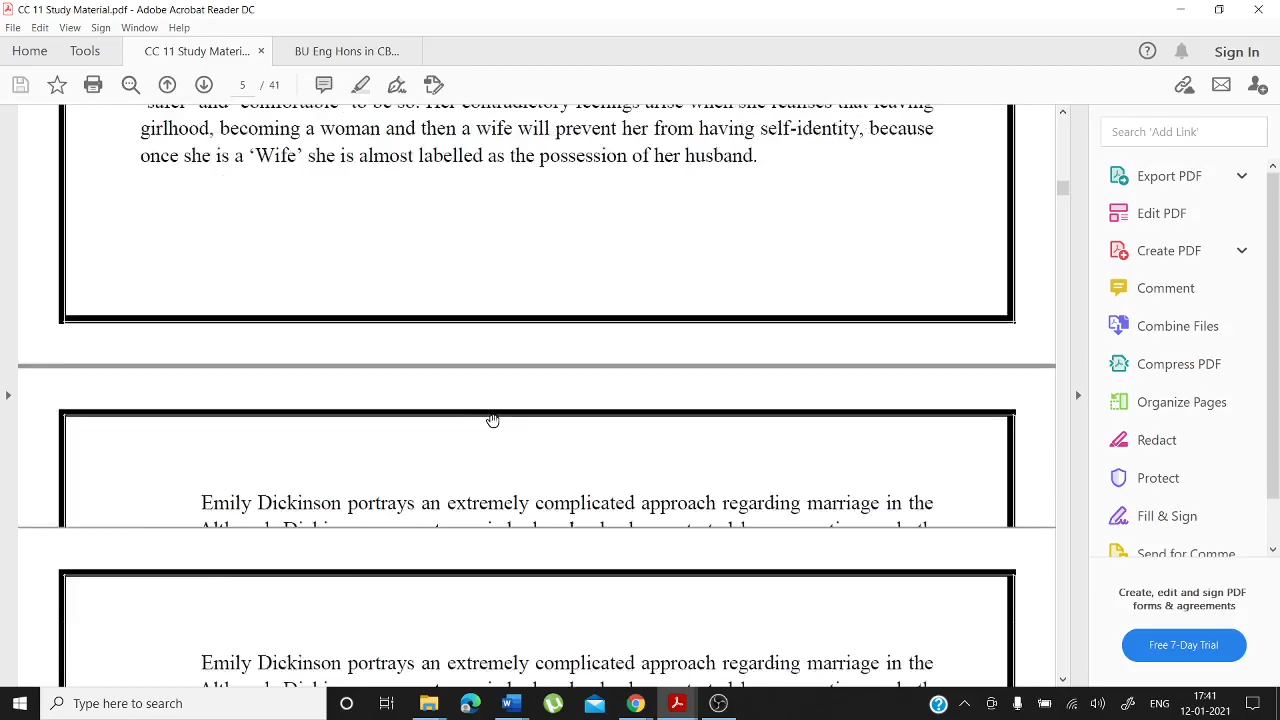 CC 11 Study Material.pdf - Adobe Acrobat Reader DC
File Edit View Sign Window Help
Home Tools CC 11 Study Materi... × BU Eng Hons in CB...
Sign In
5 / 41
girlhood, becoming a woman and then a wife will prevent her from having self-identity, because
once she is a ‘Wife’ she is almost labelled as the possession of her husband.
Emily Dickinson portrays an extremely complicated approach regarding marriage in the
Emily Dickinson portrays an extremely complicated approach regarding marriage in the
Search 'Add Link'
Export PDF
Edit PDF
Create PDF
Comment
Combine Files
Compress PDF
Organize Pages
Redact
Protect
Fill & Sign
Send for Comme
Create, edit and sign PDF
forms & agreements
Free 7-Day Trial
Type here to search
ENG
17:41
12-01-2021